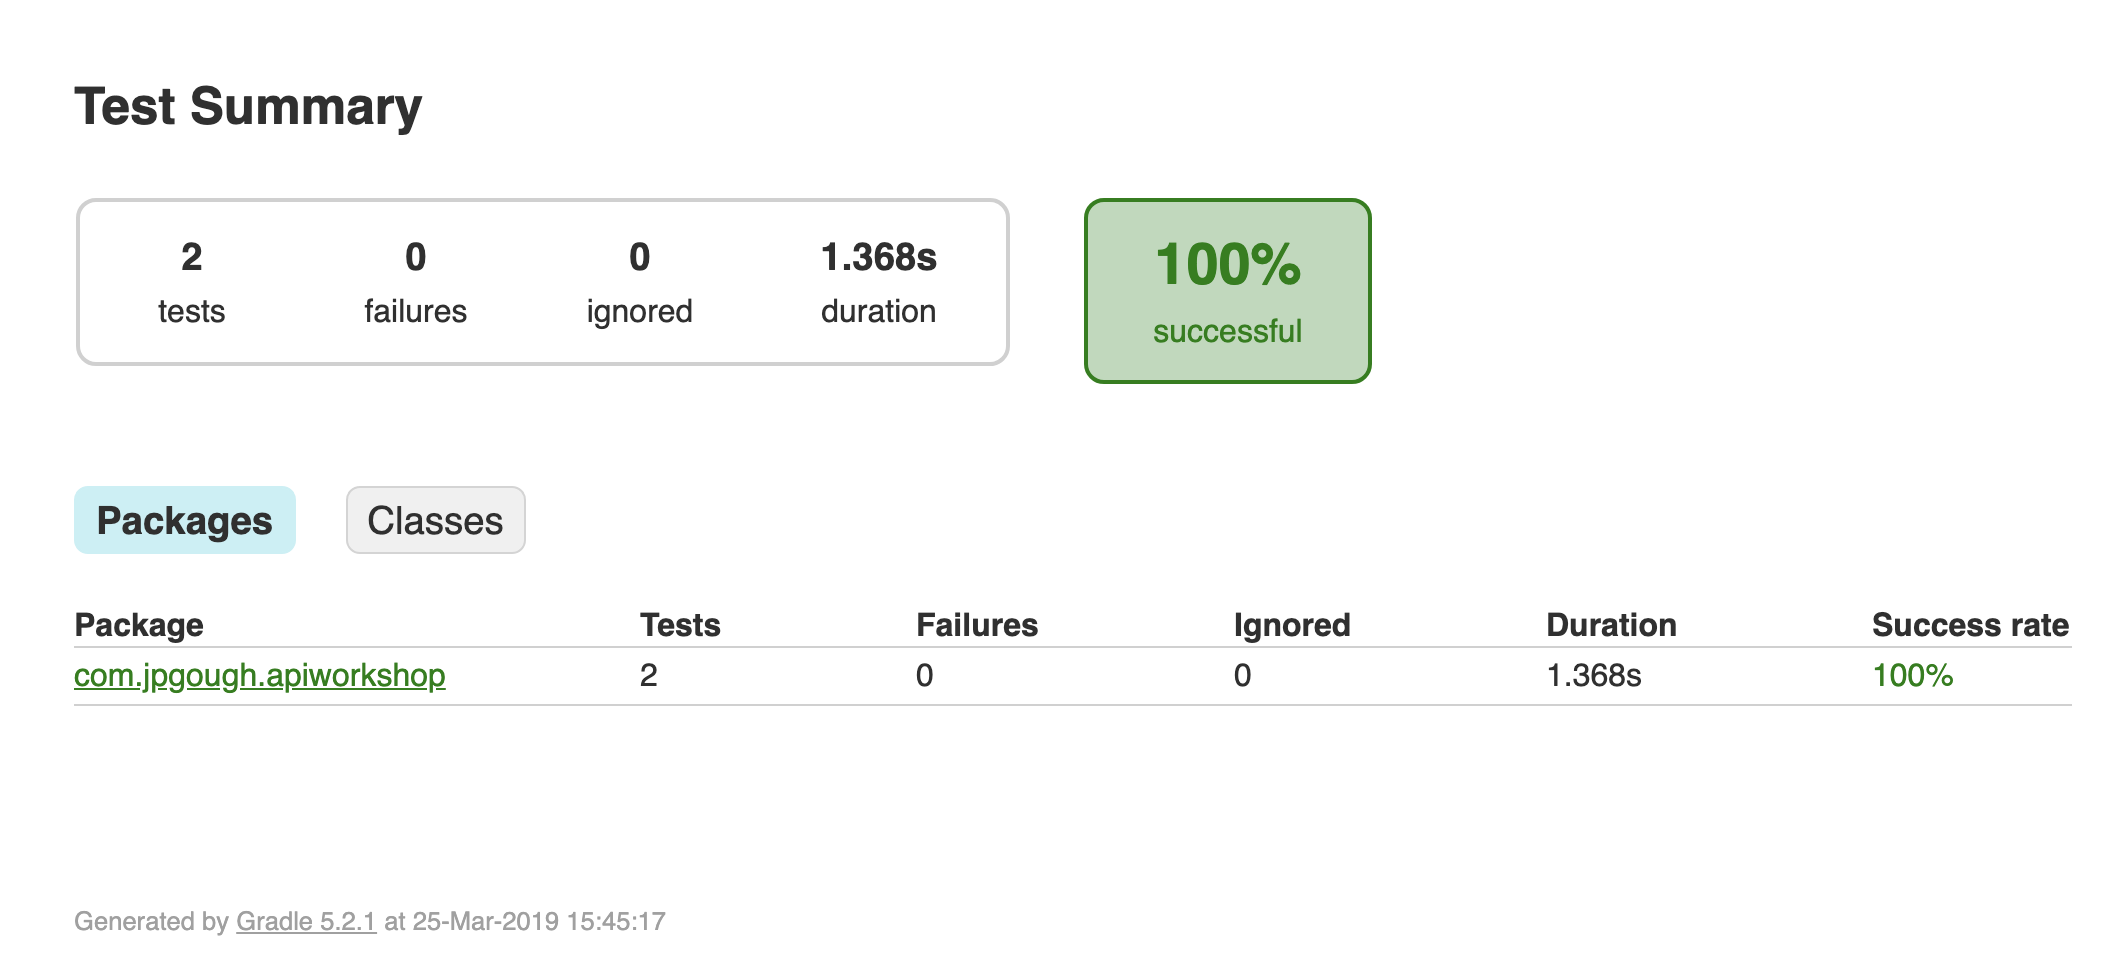 Test Summary
2 0 0 1.368s 100%
tests failures ignored duration successful
Packages Classes
Package Tests Failures Ignored Duration Success rate
com.jpgough.apiworkshop 2 0 0 1.368s 100%
Generated by Gradle 5.2.1 at 25-Mar-2019 15:45:17